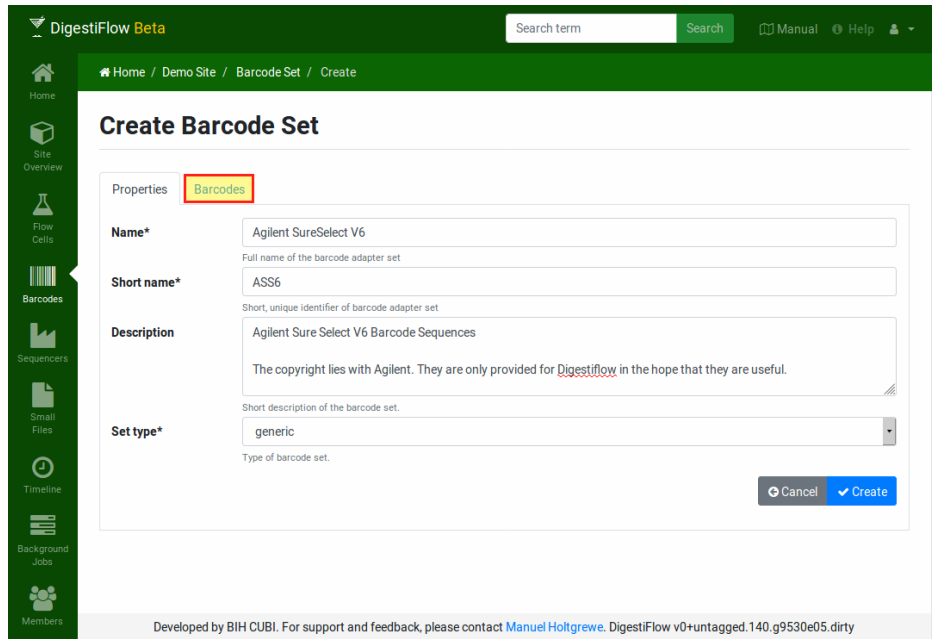 DigestiFlow Beta
Search term
Search
Manual
Help
Home / Demo Site / Barcode Set / Create
Home
Site
Overview
Flow
Cells
Barcodes
Sequencers
Small
Files
Timeline
Background
Jobs
Members
Create Barcode Set
Properties
Barcodes
Name*
Agilent SureSelect V6
Full name of the barcode adapter set
Short name*
ASS6
Short, unique identifier of barcode adapter set
Description
Agilent Sure Select V6 Barcode Sequences
The copyright lies with Agilent. They are only provided for Digestiflow in the hope that they are useful.
Short description of the barcode set.
Set type*
generic
Type of barcode set.
Cancel
Create
Developed by BIH CUBI. For support and feedback, please contact Manuel Holtgrewe. DigestiFlow v0+untagged.140.g9530e05.dirty